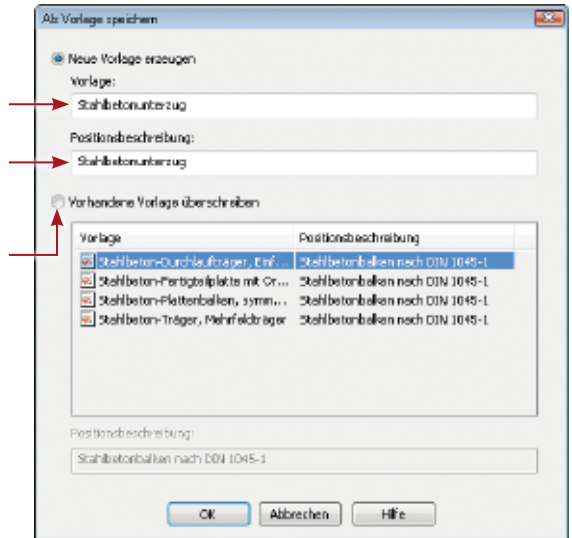 Als Vorlage speichern
Neue Vorlage erzeugen
Vorlage:
Stahlbetonunterzug
Positionsbeschreibung:
Stahlbetonunterzug
Vorhandene Vorlage überschreiben
Vorlage Positionsbeschreibung
Stahlbeton-Durchlaufträger, Einf... Stahlbetonbalken nach DIN 1045-1
Stahlbeton-Fertigteilplatte mit Or... Stahlbetonbalken nach DIN 1045-1
Stahlbeton-Plattenbalken, symm... Stahlbetonbalken nach DIN 1045-1
Stahlbeton-Träger, Mehrfeldträger Stahlbetonbalken nach DIN 1045-1
Positionsbeschreibung:
Stahlbetonbalken nach DIN 1045-1
OK Abbrechen Hilfe